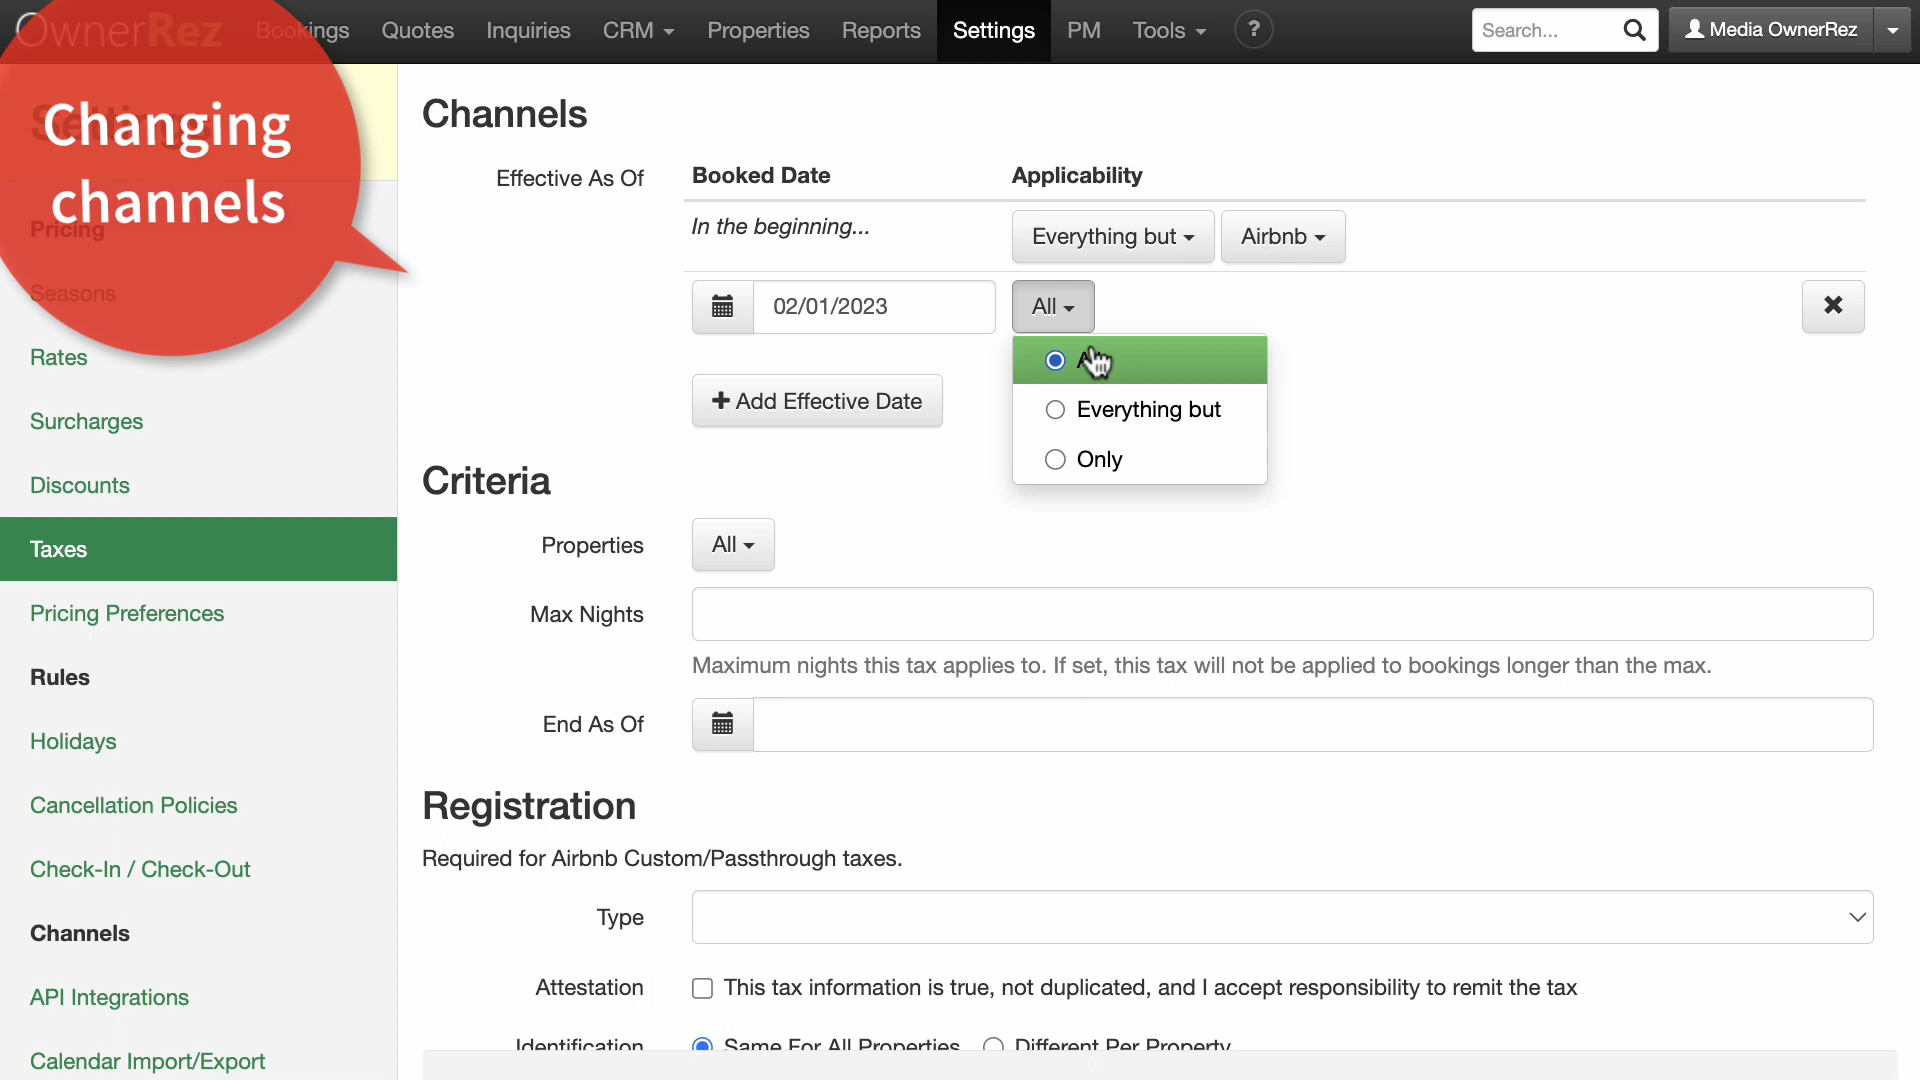 OwnerRez
Bookings
Quotes
Inquiries
CRM
Properties
Reports
Settings
PM
Tools
?
Search...
Media OwnerRez
Changing
channels
Settings
Pricing
Seasons
Rates
Surcharges
Discounts
Taxes
Pricing Preferences
Rules
Holidays
Cancellation Policies
Check-In / Check-Out
Channels
API Integrations
Calendar Import/Export
Channels
Effective As Of
Booked Date
Applicability
In the beginning...
Everything but
Airbnb
02/01/2023
All
Everything but
Only
Add Effective Date
Criteria
Properties
All
Max Nights
Maximum nights this tax applies to. If set, this tax will not be applied to bookings longer than the max.
End As Of
Registration
Required for Airbnb Custom/Passthrough taxes.
Type
Attestation
This tax information is true, not duplicated, and I accept responsibility to remit the tax
Identification
Same For All Properties
Different Per Property